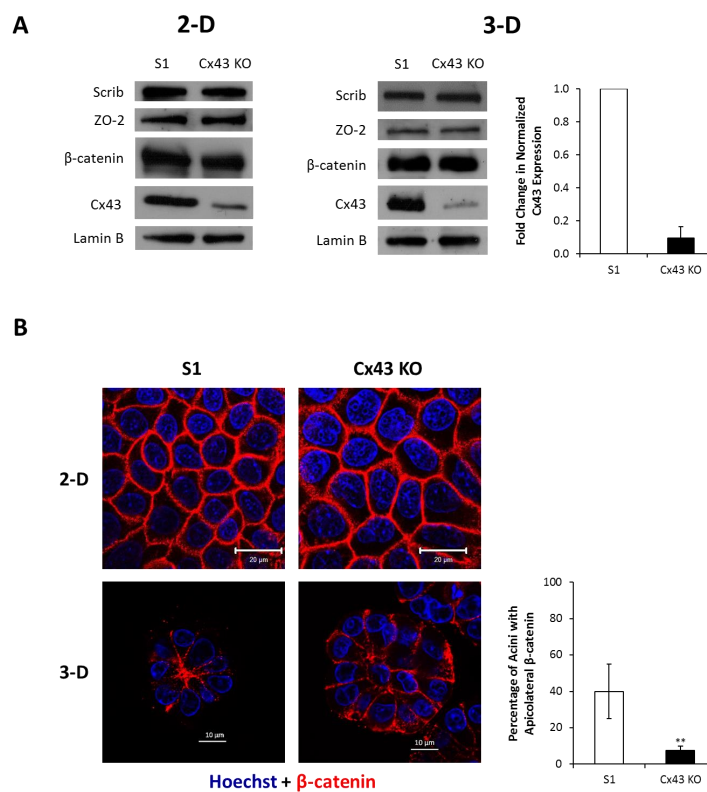 A
2-D
3-D
S1 Cx43 KO
Scrib
ZO-2
β-catenin
Cx43
Lamin B
S1 Cx43 KO
Scrib
ZO-2
β-catenin
Cx43
Lamin B
Fold Change in Normalized
Cx43 Expression
1.0
0.8
0.6
0.4
0.2
0.0
S1 Cx43 KO
B
S1 Cx43 KO
2-D
20 µm
20 µm
3-D
10 µm
10 µm
Hoechst + β-catenin
Percentage of Acini with
Apicolateral β-catenin
100
80
60
40
20
0
**
S1 Cx43 KO